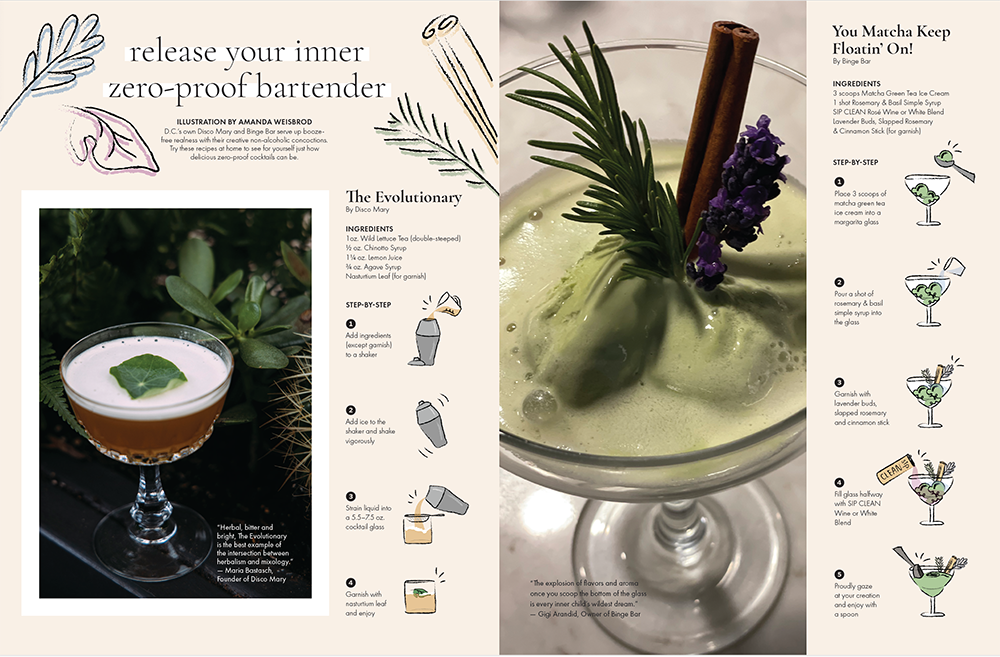 release your inner
zero-proof bartender
ILLUSTRATION BY AMANDA WEISBROD
D.C.'s own Disco Mary and Binge Bar serve up booze-
free realness with their creative non-alcoholic concoctions.
Try these recipes at home to see for yourself just how
delicious zero-proof cocktails can be.
"Herbal, bitter and
bright, The Evolutionary
is the best example of
the intersection between
herbalism and mixology."
— Maria Bastasch,
Founder of Disco Mary
The Evolutionary
By Disco Mary
INGREDIENTS
1 oz. Wild Lettuce Tea (double-steeped)
½ oz. Chinotto Syrup
1¼ oz. Lemon Juice
¾ oz. Agave Syrup
Nasturtium Leaf (for garnish)
STEP-BY-STEP
1
Add ingredients
(except garnish)
to a shaker
2
Add ice to the
shaker and shake
vigorously
3
Strain liquid into
a 5.5–7.5 oz.
cocktail glass
4
Garnish with
nasturtium leaf
and enjoy
"The explosion of flavors and aroma
once you scoop the bottom of the glass
is every inner child's wildest dream."
— Gigi Arandid, Owner of Binge Bar
You Matcha Keep
Floatin' On!
By Binge Bar
INGREDIENTS
3 scoops Matcha Green Tea Ice Cream
1 shot Rosemary & Basil Simple Syrup
SIP CLEAN Rosé Wine or White Blend
Lavender Buds, Slapped Rosemary
& Cinnamon Stick (for garnish)
STEP-BY-STEP
1
Place 3 scoops of
matcha green tea
ice cream into a
margarita glass
2
Pour a shot of
rosemary & basil
simple syrup into
the glass
3
Garnish with
lavender buds,
slapped rosemary
and cinnamon stick
4
Fill glass halfway
with SIP CLEAN
Wine or White
Blend
CLEAN
5
Proudly gaze
at your creation
and enjoy with
a spoon